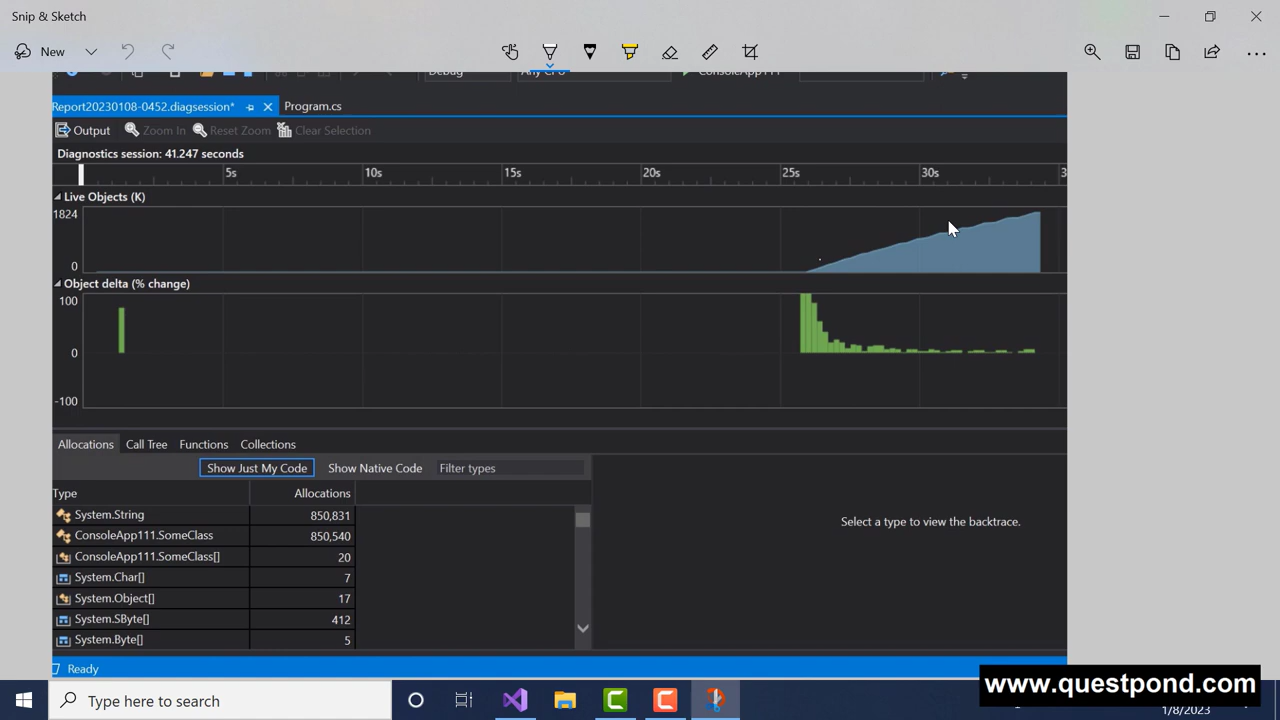 Snip & Sketch
New
Debug Any CPU ConsoleApp111
Report20230108-0452.diagsession* Program.cs
Output Zoom In Reset Zoom Clear Selection
Diagnostics session: 41.247 seconds
5s 10s 15s 20s 25s 30s
Live Objects (K)
1824
0
Object delta (% change)
100
0
-100
Allocations Call Tree Functions Collections
Show Just My Code Show Native Code Filter types
Type Allocations
System.String 850,831
ConsoleApp111.SomeClass 850,540
ConsoleApp111.SomeClass[] 20
System.Char[] 7
System.Object[] 17
System.SByte[] 412
System.Byte[] 5
Select a type to view the backtrace.
Ready
www.questpond.com
Type here to search
1/8/2023